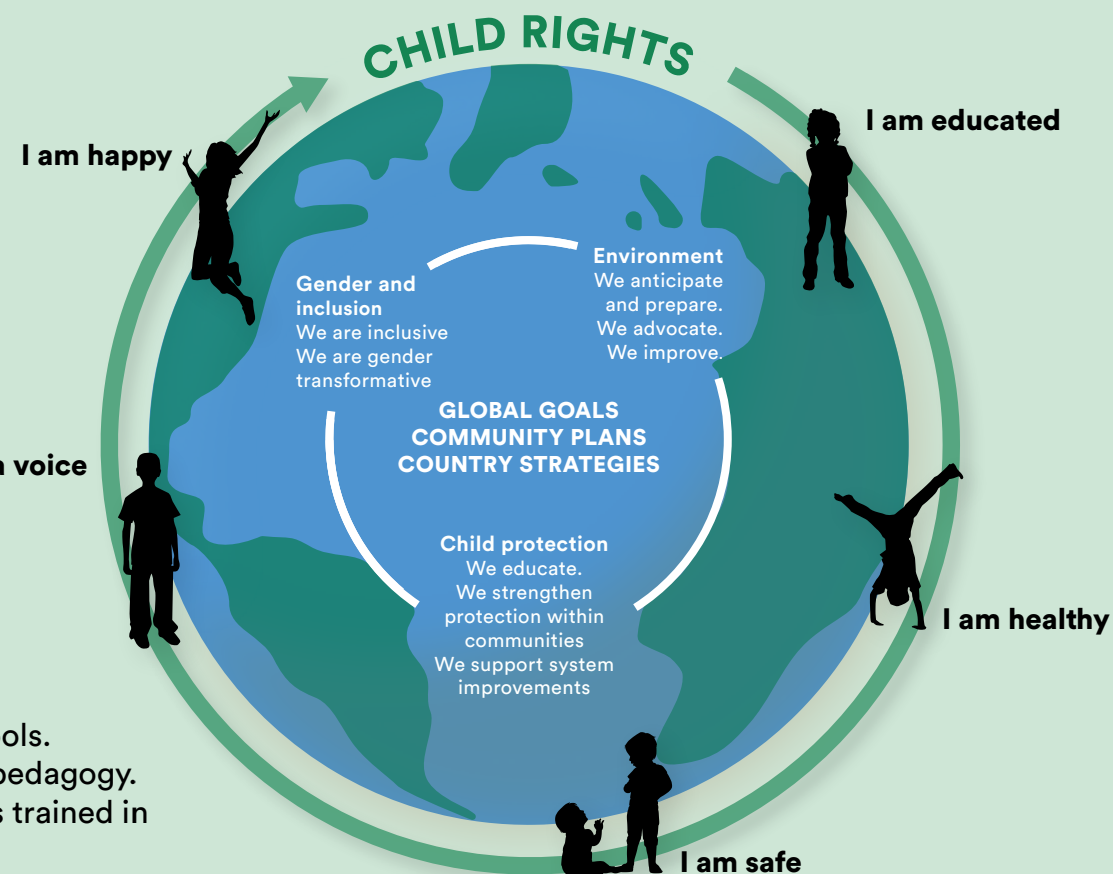 CHILD RIGHTS
I am educated
I am happy
Environment
We anticipate
and prepare.
We advocate.
We improve.
Gender and
inclusion
We are inclusive
We are gender
transformative
GLOBAL GOALS
COMMUNITY PLANS
COUNTRY STRATEGIES
voice
Child protection
We educate.
We strengthen
protection within
communities
We support system
improvements
I am healthy
pedagogy.
trained in
I am safe